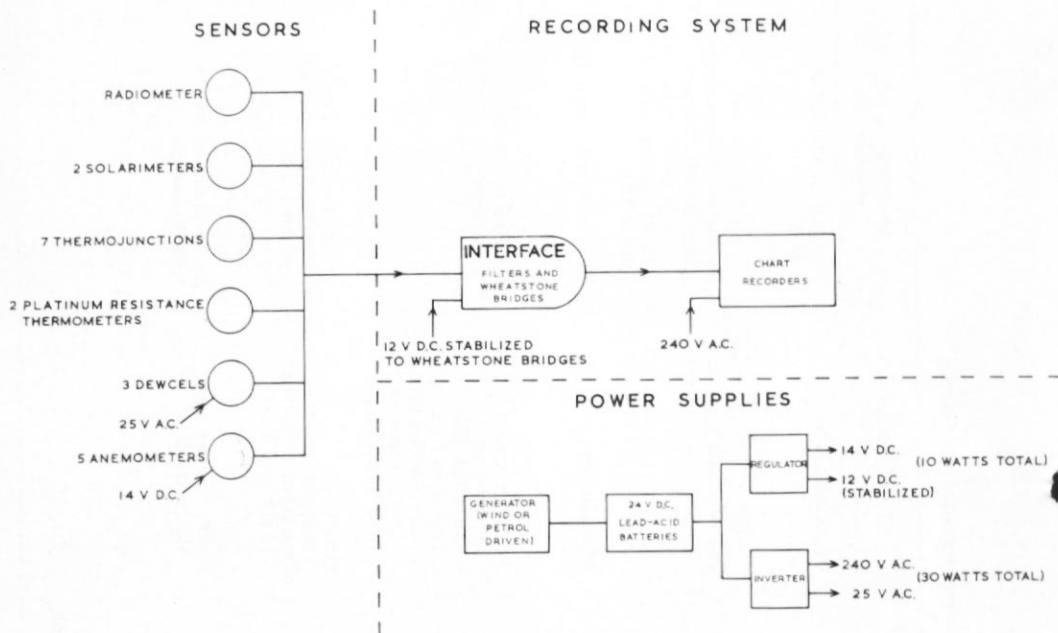 SENSORS
RADIOMETER
2 SOLARIMETERS
7 THERMOJUNCTIONS
2 PLATINUM RESISTANCE
THERMOMETERS
3 DEWCELS
25 V A.C.
5 ANEMOMETERS
14 V D.C.
RECORDING SYSTEM
INTERFACE
FILTERS AND
WHEATSTONE
BRIDGES
12 V D.C. STABILIZED
TO WHEATSTONE BRIDGES
CHART
RECORDERS
240 V A.C.
POWER SUPPLIES
GENERATOR
(WIND OR
PETROL
DRIVEN)
24 V D.C.
LEAD-ACID
BATTERIES
REGULATOR
14 V D.C.
(10 WATTS TOTAL)
12 V D.C.
(STABILIZED)
INVERTER
240 V A.C.
(30 WATTS TOTAL)
25 V A.C.